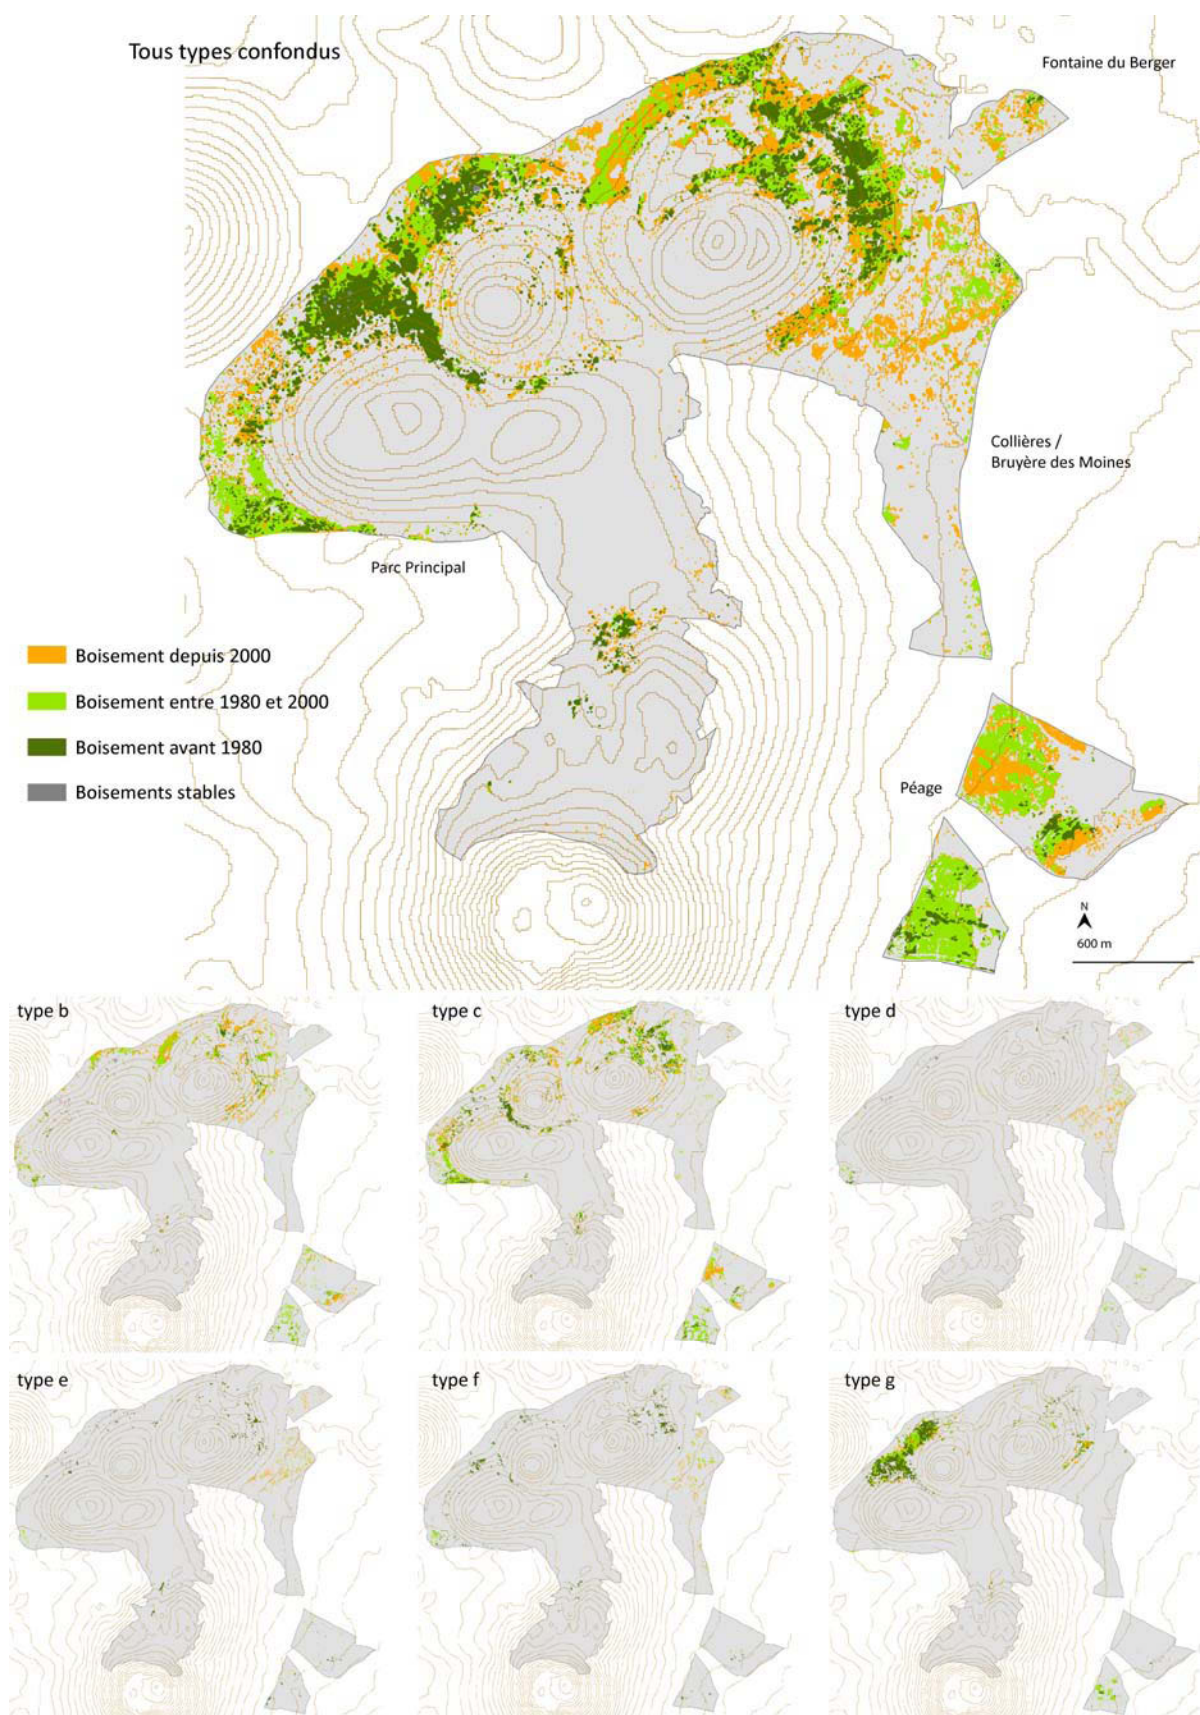 Tous types confondus
Fontaine du Berger
Collières /
Bruyère des Moines
Parc Principal
Boisement depuis 2000
Boisement entre 1980 et 2000
Boisement avant 1980
Boisements stables
Péage
N
600 m
type b
type c
type d
type e
type f
type g